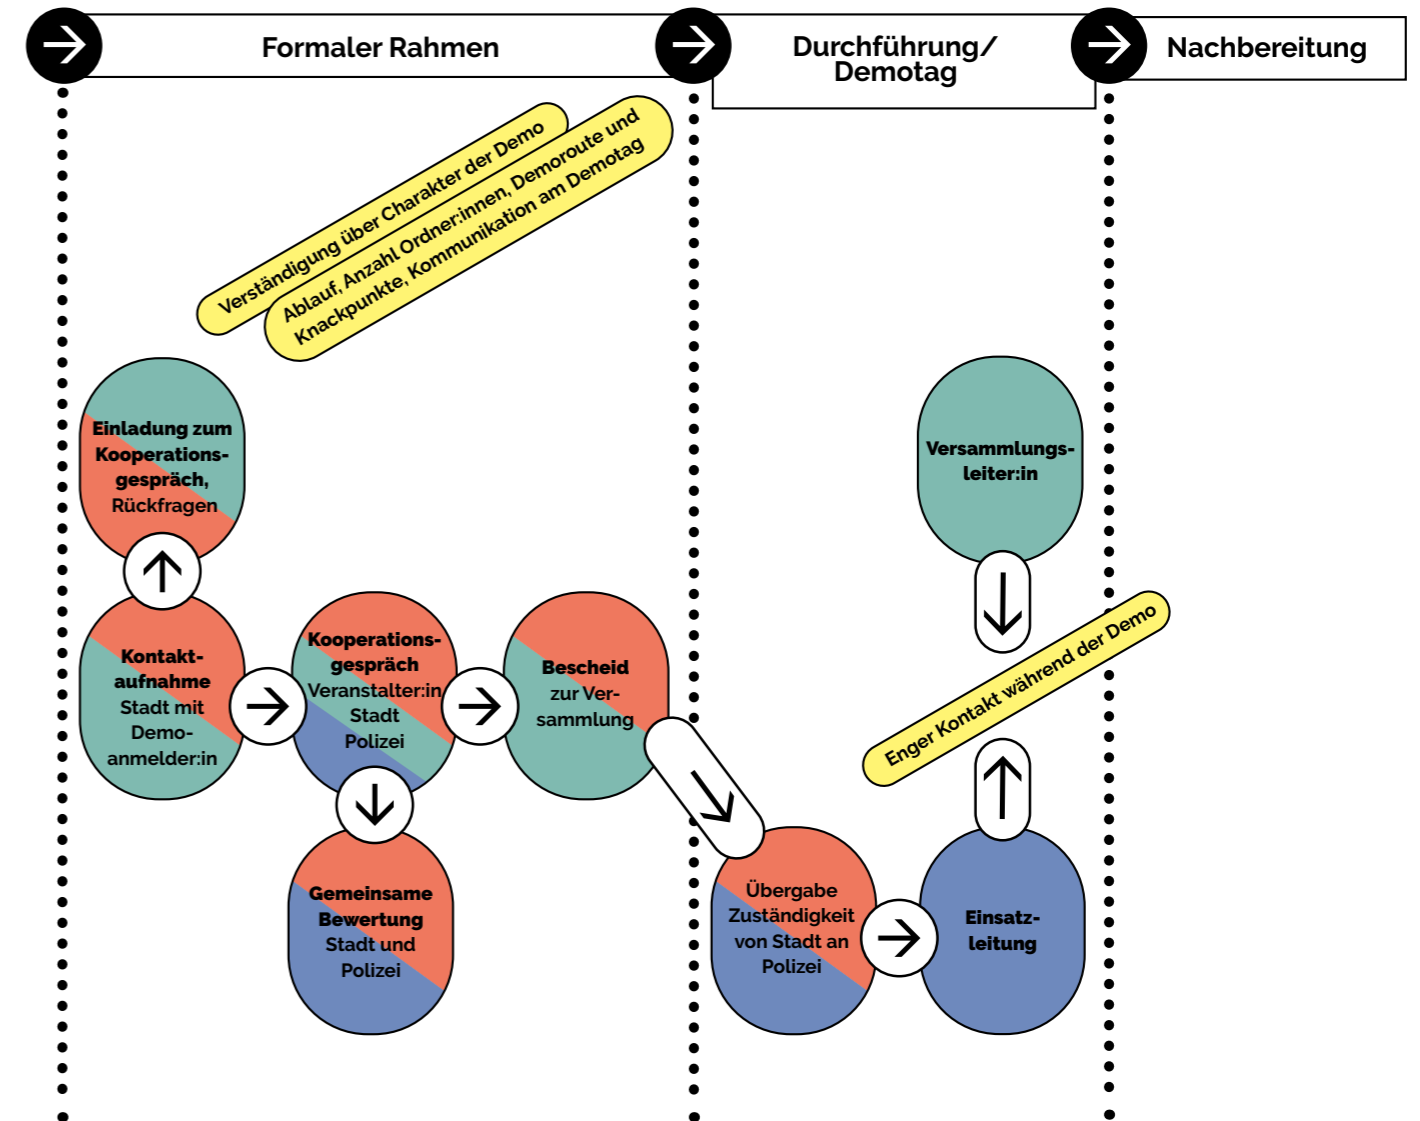 Formaler Rahmen
Durchführung/
Demotag
Nachbereitung
Verständigung über Charakter der Demo
Ablauf, Anzahl Ordner:innen, Demoroute und
Knackpunkte, Kommunikation am Demotag
Einladung zum
Kooperations-
gespräch,
Rückfragen
Kontakt-
aufnahme
Stadt mit
Demo-
anmelder:in
Kooperations-
gespräch
Veranstalter:in
Stadt
Polizei
Bescheid
zur Ver-
sammlung
Gemeinsame
Bewertung
Stadt und
Polizei
Übergabe
Zuständigkeit
von Stadt an
Polizei
Versammlungs-
leiter:in
Enger Kontakt während der Demo
Einsatz-
leitung